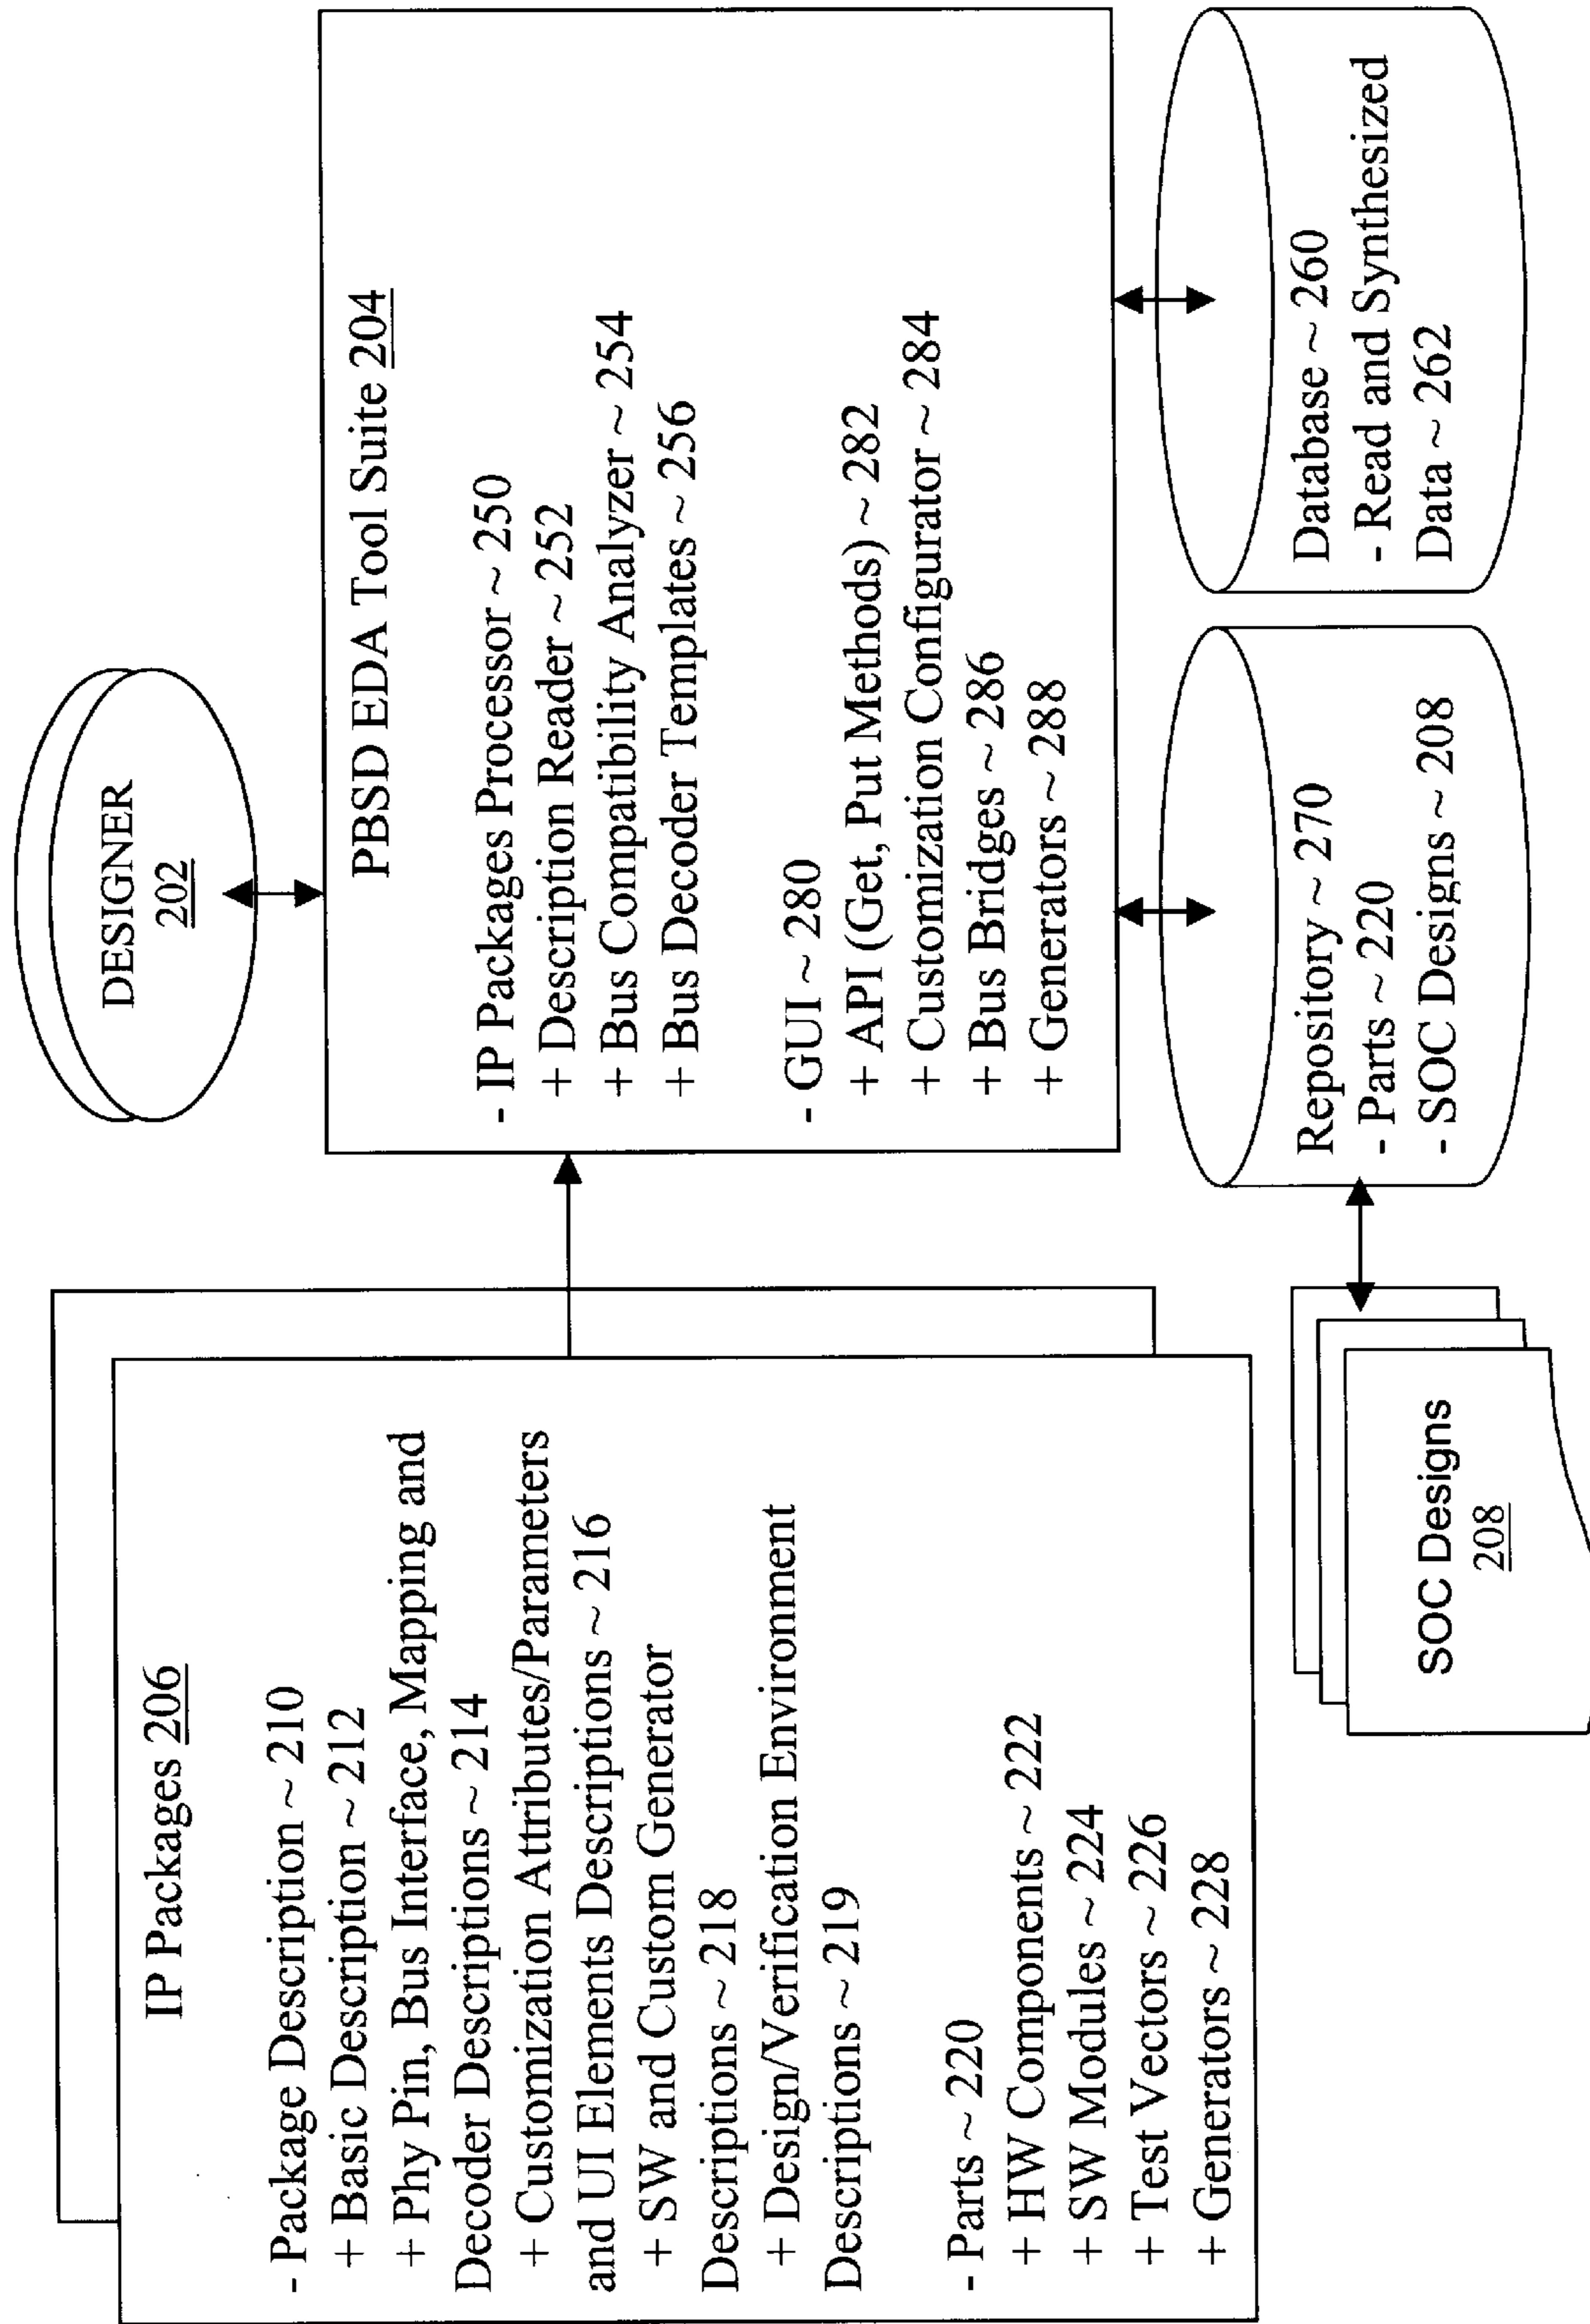 DESIGNER
202
IP Packages 206
- Package Description ~ 210
+ Basic Description ~ 212
+ Phy Pin, Bus Interface, Mapping and
Decoder Descriptions ~ 214
+ Customization Attributes/Parameters
and UI Elements Descriptions ~ 216
+ SW and Custom Generator
Descriptions ~ 218
+ Design/Verification Environment
Descriptions ~ 219
- Parts ~ 220
+ HW Components ~ 222
+ SW Modules ~ 224
+ Test Vectors ~ 226
+ Generators ~ 228
PBSD EDA Tool Suite 204
- IP Packages Processor ~ 250
+ Description Reader ~ 252
+ Bus Compatibility Analyzer ~ 254
+ Bus Decoder Templates ~ 256
- GUI ~ 280
+ API (Get, Put Methods) ~ 282
+ Customization Configurator ~ 284
+ Bus Bridges ~ 286
+ Generators ~ 288
SOC Designs
208
Repository ~ 270
- Parts ~ 220
- SOC Designs ~ 208
Database ~ 260
- Read and Synthesized
Data ~ 262